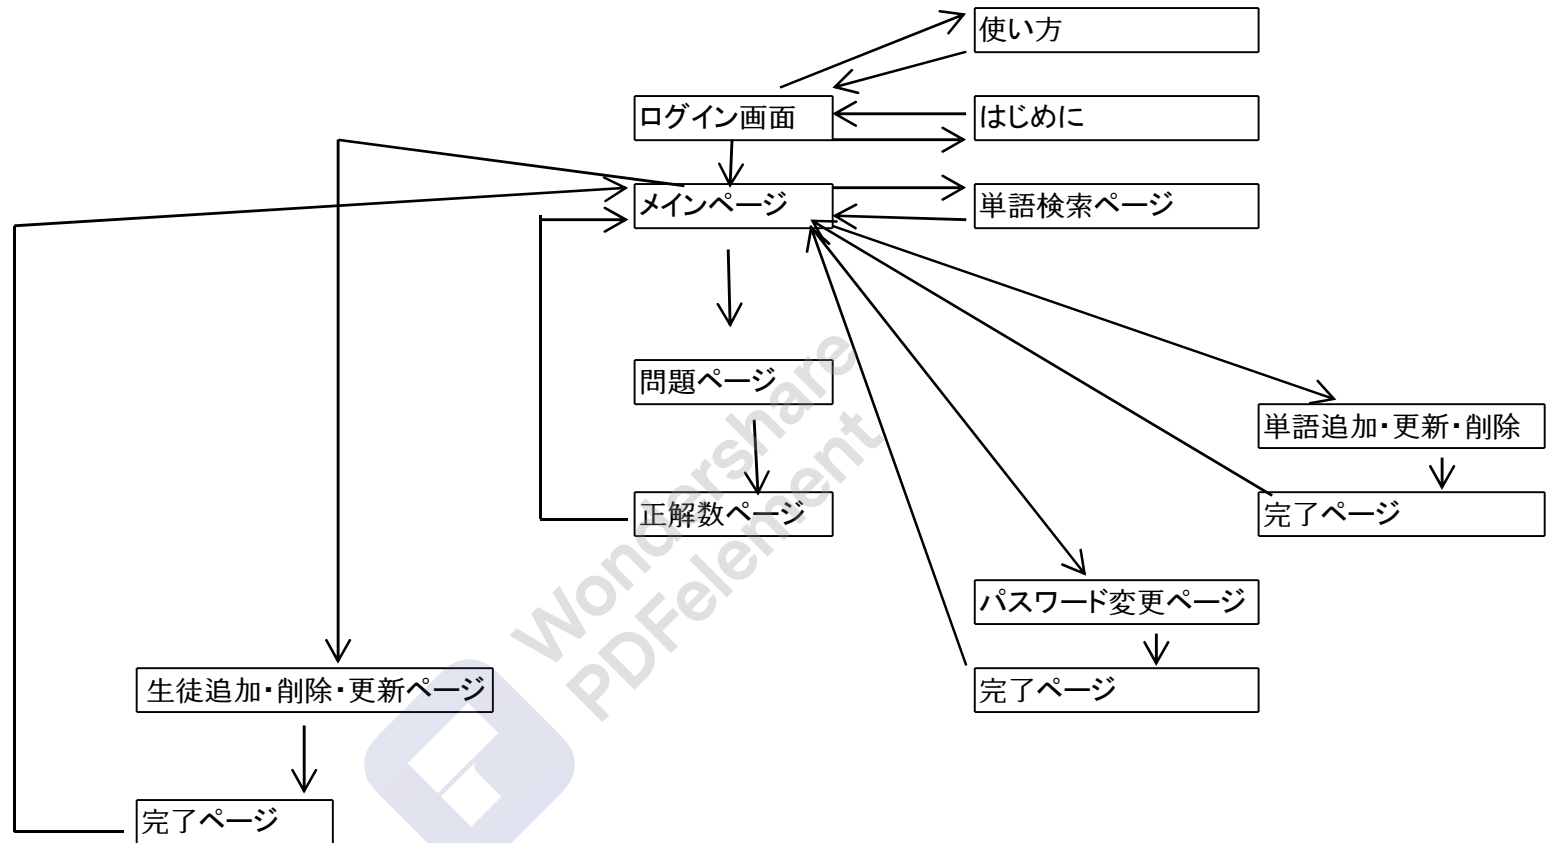 使い方
ログイン画面
はじめに
メインページ
単語検索ページ
問題ページ
単語追加・更新・削除
正解数ページ
完了ページ
パスワード変更ページ
生徒追加・削除・更新ページ
完了ページ
完了ページ
Wondershare
PDFelement